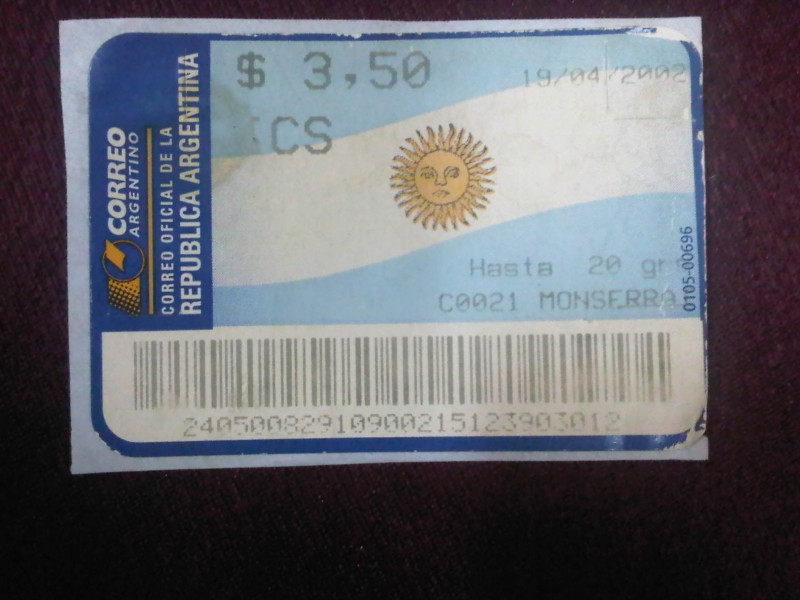 CORREO
ARGENTINO
CORREO OFICIAL DE LA
REPUBLICA ARGENTINA
$ 3,50
19/04/2002
CS
Hasta 20 gr
C0021 MONSERRA
0105-00696
24050082910900215123903012